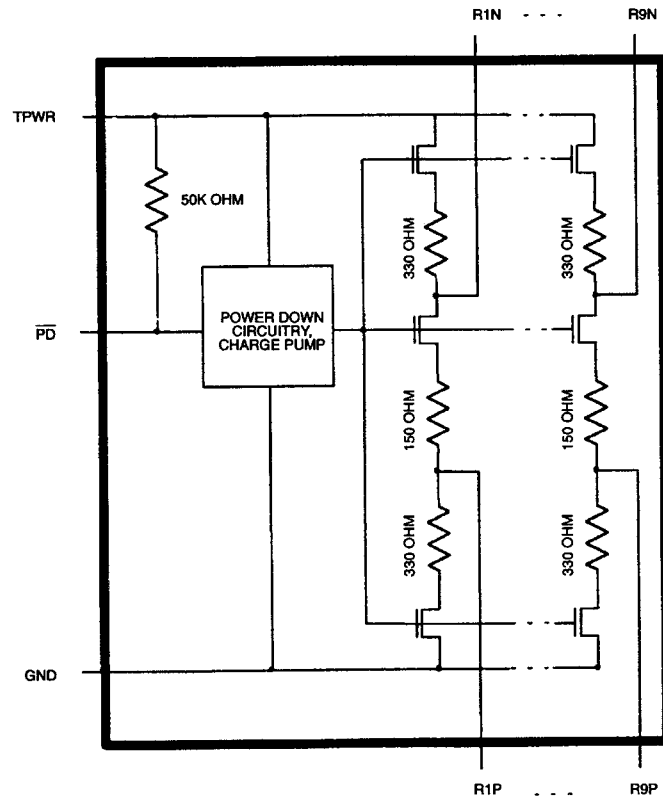 R1N - - - R9N
TPWR
50K OHM
330 OHM
330 OHM
POWER DOWN
CIRCUITRY,
CHARGE PUMP
PD
150 OHM
150 OHM
330 OHM
330 OHM
GND
R1P - - - R9P